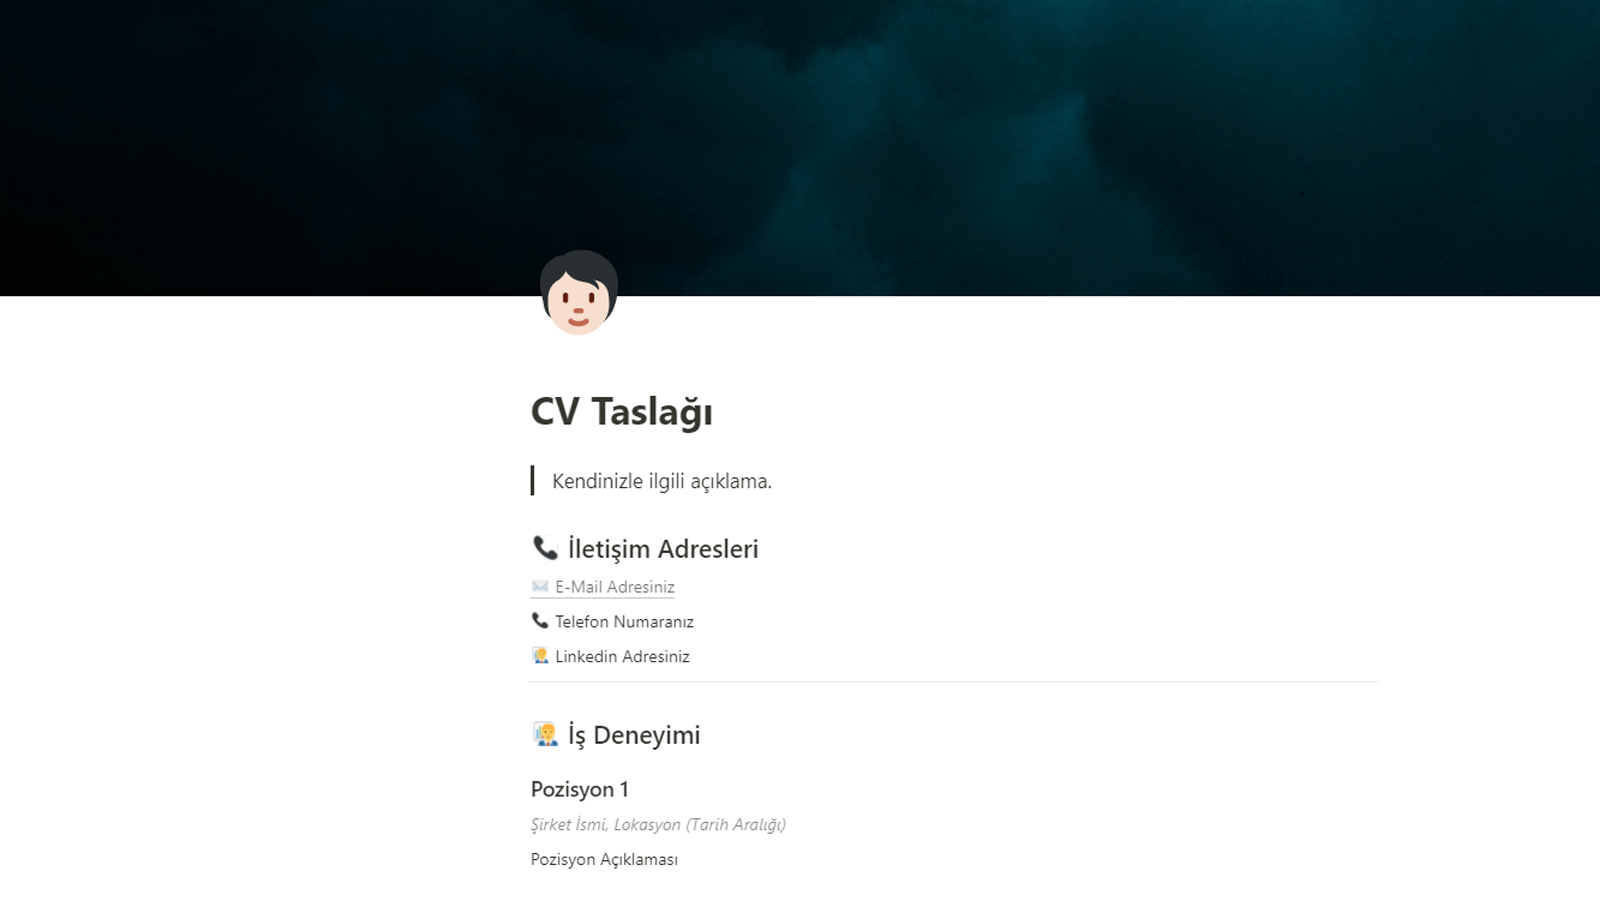 CV Taslağı
Kendinizle ilgili açıklama.
İletişim Adresleri
E-Mail Adresiniz
Telefon Numaranız
Linkedin Adresiniz
İş Deneyimi
Pozisyon 1
Şirket İsmi, Lokasyon (Tarih Aralığı)
Pozisyon Açıklaması